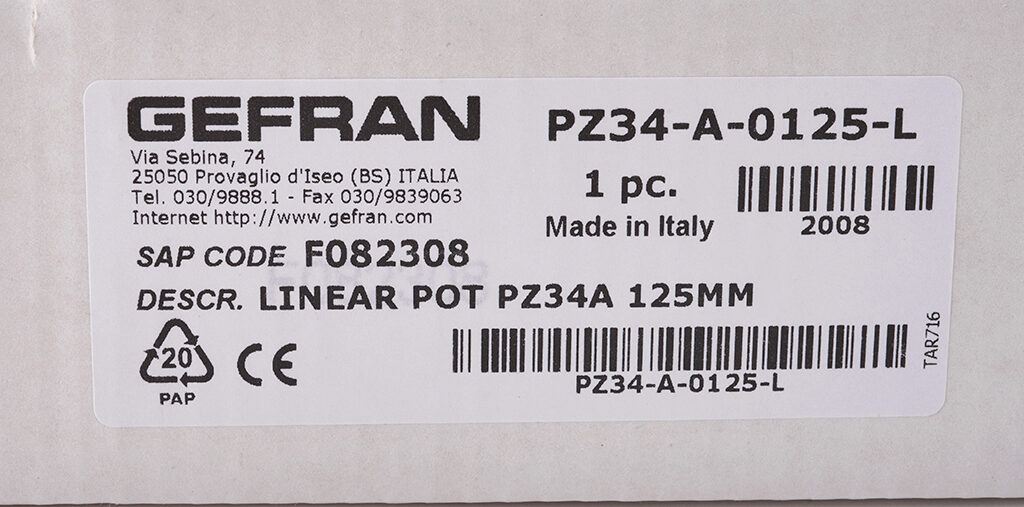 GEFRAN
Via Sebina, 74
25050 Provaglio d'Iseo (BS) ITALIA
Tel. 030/9888.1 - Fax 030/9839063
Internet http://www.gefran.com
PZ34-A-0125-L
1 pc.
Made in Italy
2008
SAP CODE F082308
DESCR. LINEAR POT PZ34A 125MM
20
PAP
CE
PZ34-A-0125-L
TAR716